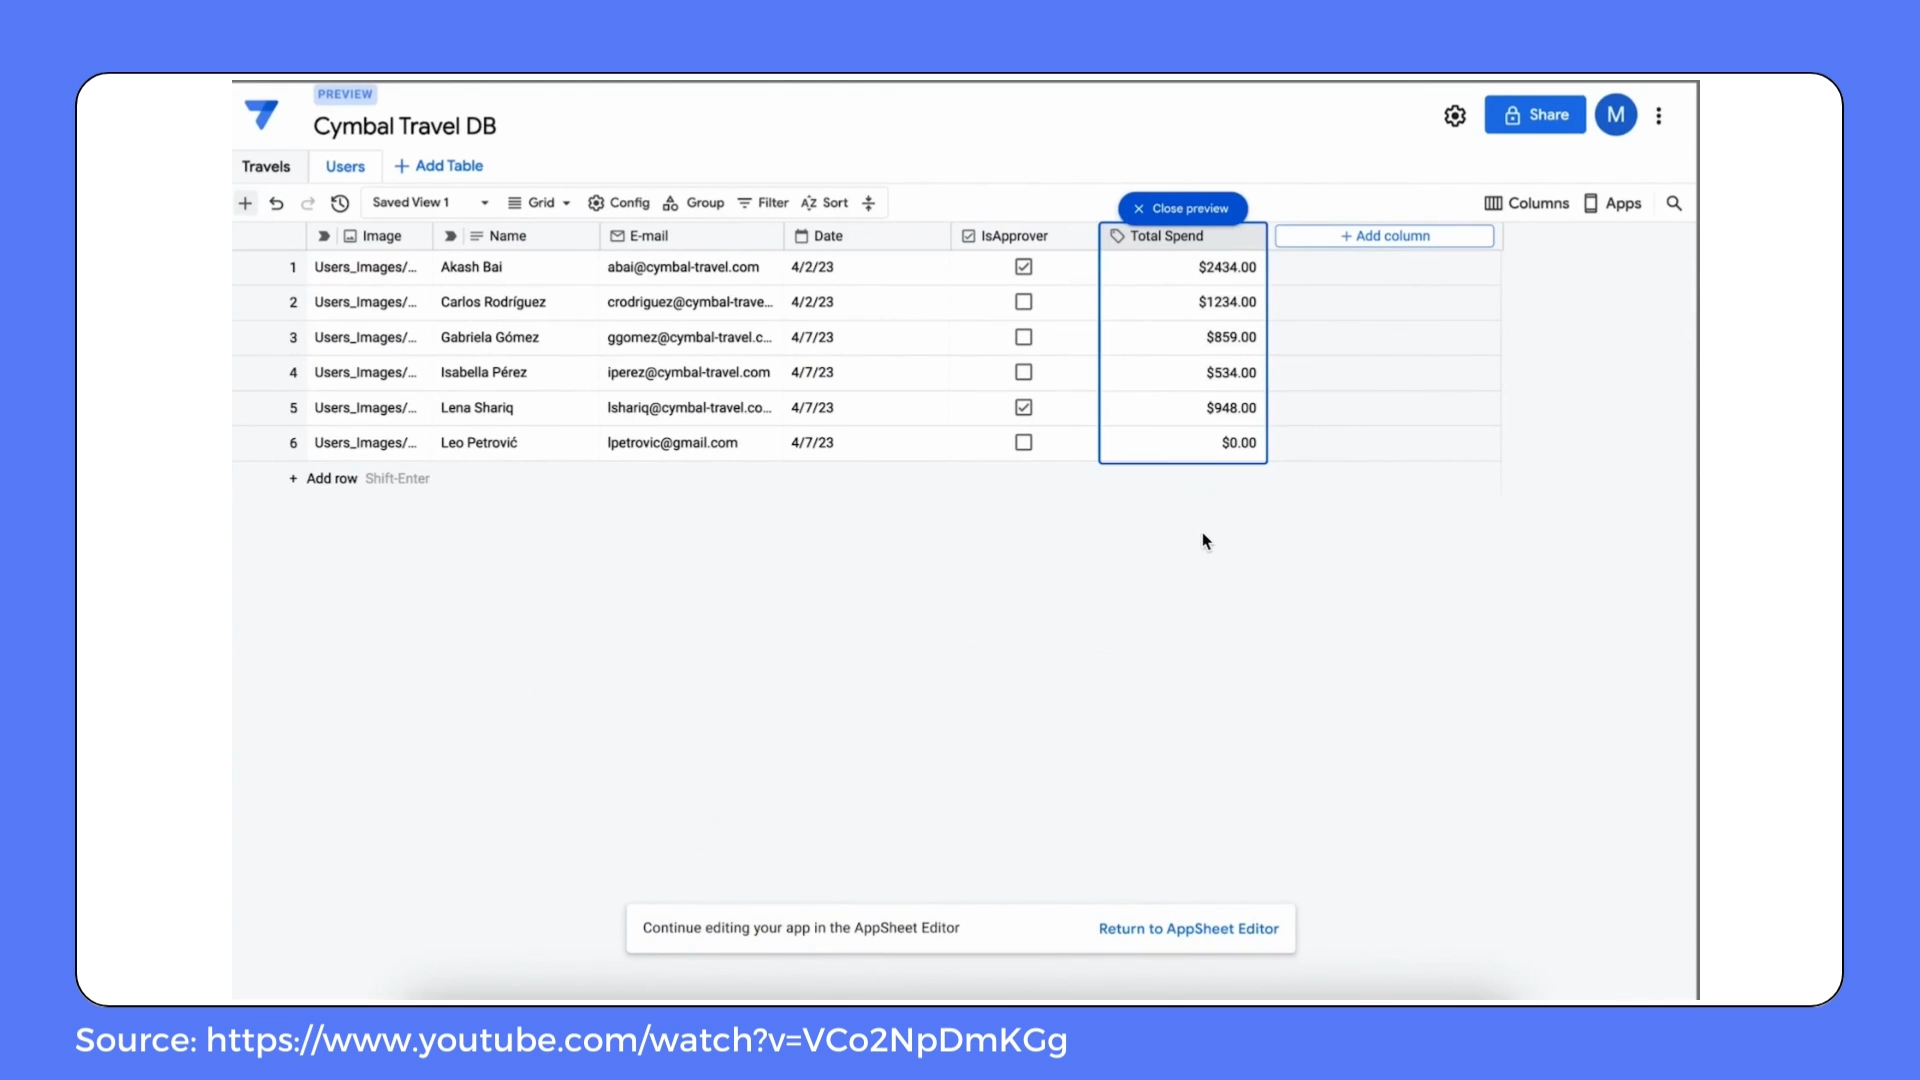 PREVIEW
Cymbal Travel DB
Share
M
Travels
Users
+ Add Table
Saved View 1
Grid
Config
Group
Filter
Sort
Close preview
Columns
Apps
Image Name E-mail Date IsApprover Total Spend + Add column
1 Users_Images/... Akash Bai abai@cymbal-travel.com 4/2/23 $2434.00
2 Users_Images/... Carlos Rodríguez crodriguez@cymbal-trave... 4/2/23 $1234.00
3 Users_Images/... Gabriela Gómez ggomez@cymbal-travel.c... 4/7/23 $859.00
4 Users_Images/... Isabella Pérez iperez@cymbal-travel.com 4/7/23 $534.00
5 Users_Images/... Lena Shariq lshariq@cymbal-travel.co... 4/7/23 $948.00
6 Users_Images/... Leo Petrović lpetrovic@gmail.com 4/7/23 $0.00
+ Add row Shift-Enter
Continue editing your app in the AppSheet Editor Return to AppSheet Editor
Source: https://www.youtube.com/watch?v=VCo2NpDmKGg